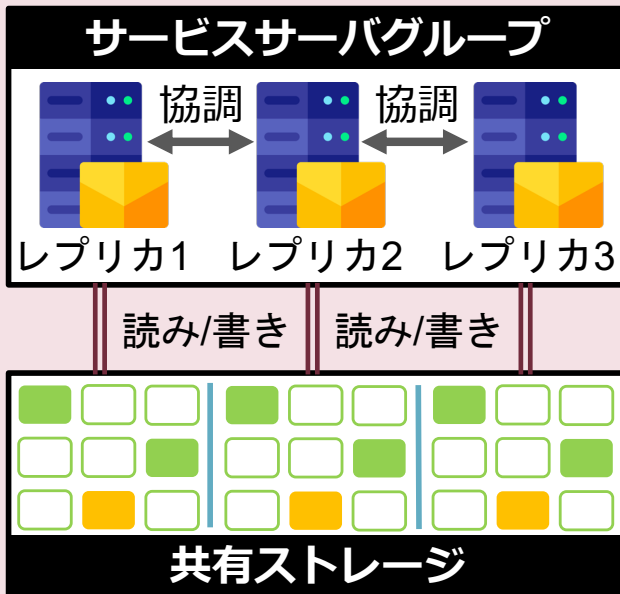 サービスサーバグループ
協調 協調
レプリカ1 レプリカ2 レプリカ3
読み/書き 読み/書き
共有ストレージ